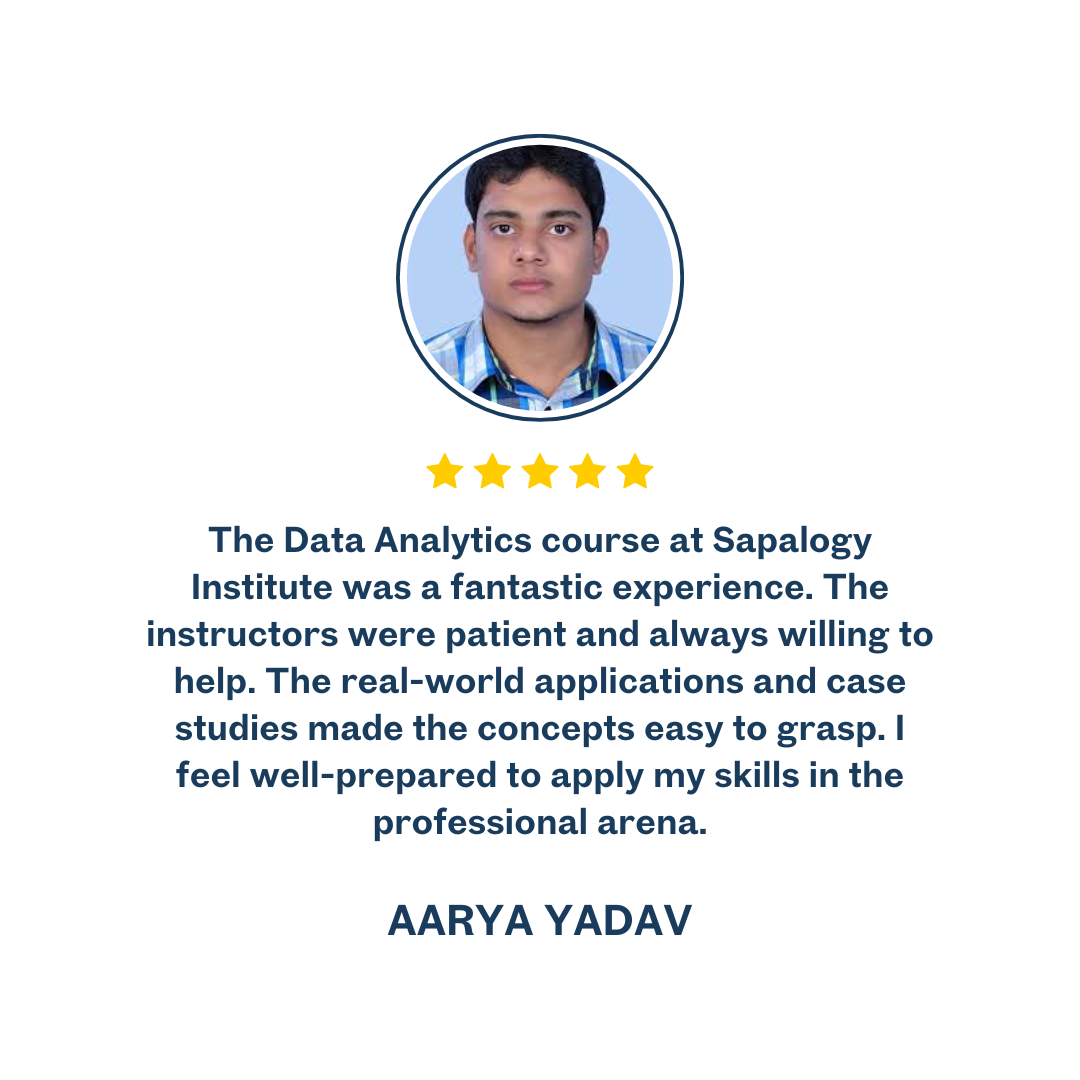 The Data Analytics course at Sapalogy
Institute was a fantastic experience. The
instructors were patient and always willing to
help. The real-world applications and case
studies made the concepts easy to grasp. I
feel well-prepared to apply my skills in the
professional arena.
AARYA YADAV